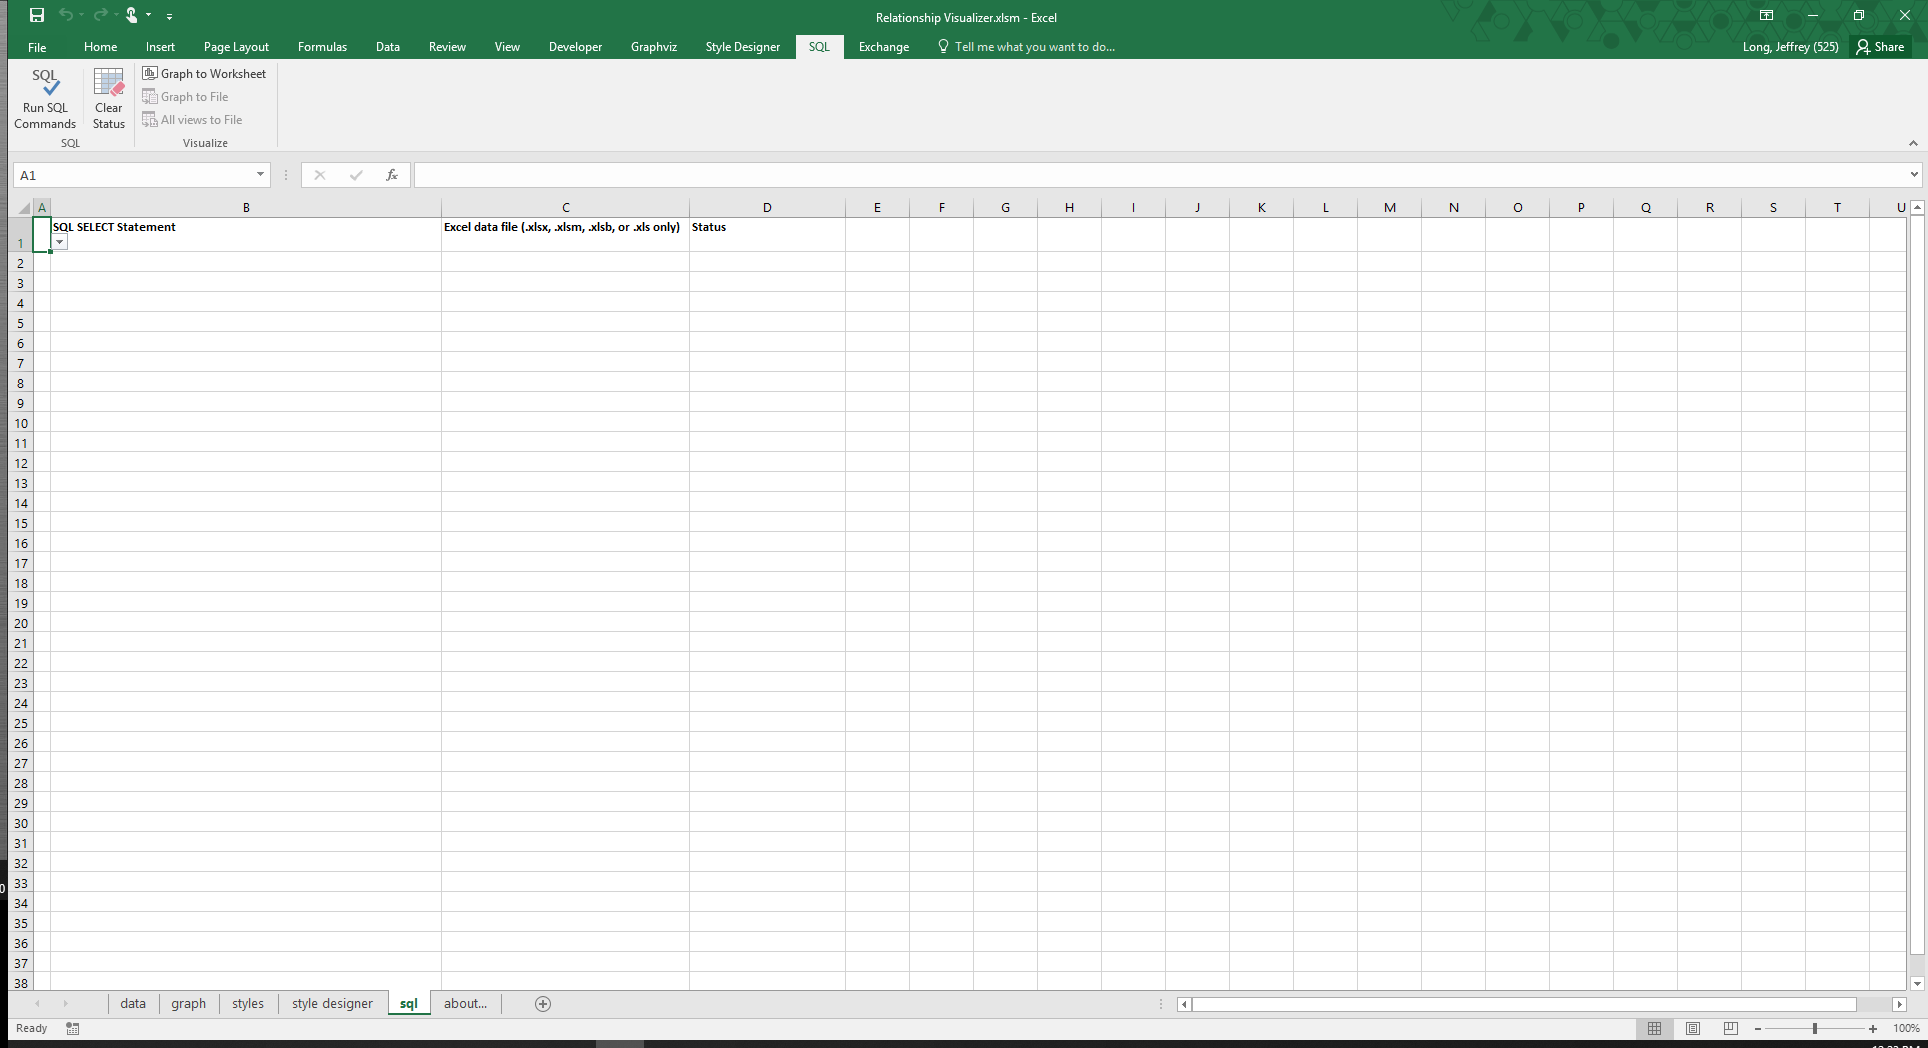 Relationship Visualizer.xlsm - Excel
File Home Insert Page Layout Formulas Data Review View Developer Graphviz Style Designer SQL Exchange Tell me what you want to do... Long, Jeffrey (525) Share
SQL
Run SQL Commands
Clear Status
Graph to Worksheet
Graph to File
All views to File
SQL Visualize
A1 fx
A B C D E F G H I J K L M N O P Q R S T U
1 SQL SELECT Statement Excel data file (.xlsx, .xlsm, .xlsb, or .xls only) Status
2
3
4
5
6
7
8
9
10
11
12
13
14
15
16
17
18
19
20
21
22
23
24
25
26
27
28
29
30
31
32
33
34
35
36
37
38
data graph styles style designer sql about...
Ready 100%